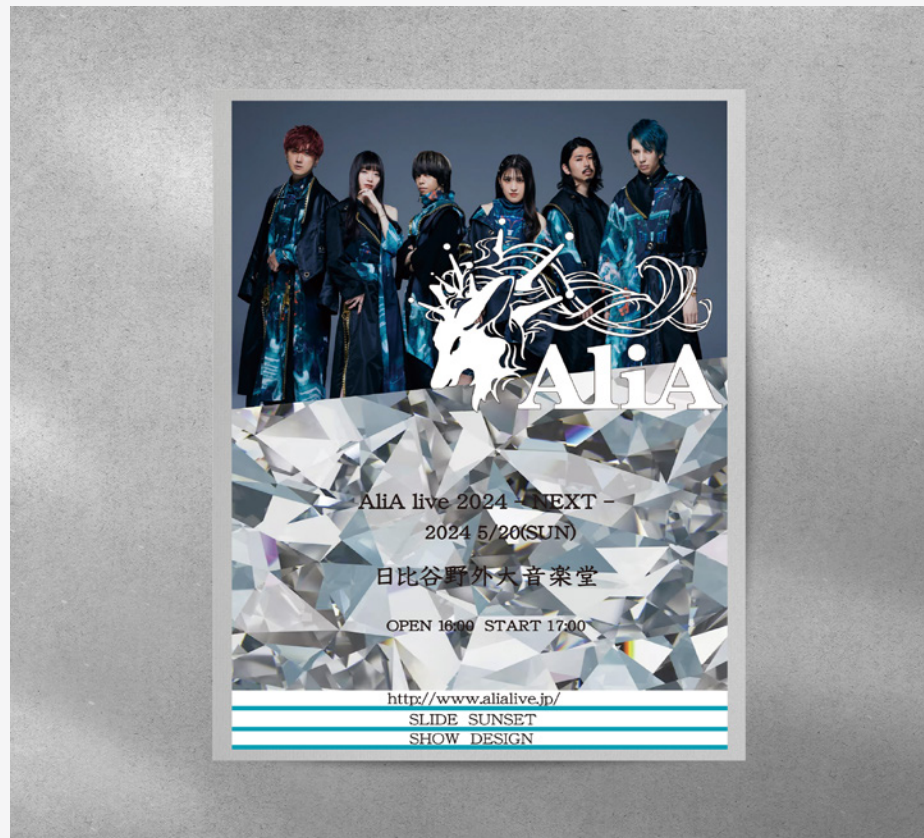 AliA
AliA live 2024 - NEXT -
2024 5/20(SUN)
日比谷野外大音楽堂
OPEN 16:00 START 17:00
http://www.alialive.jp/
SLIDE SUNSET
SHOW DESIGN